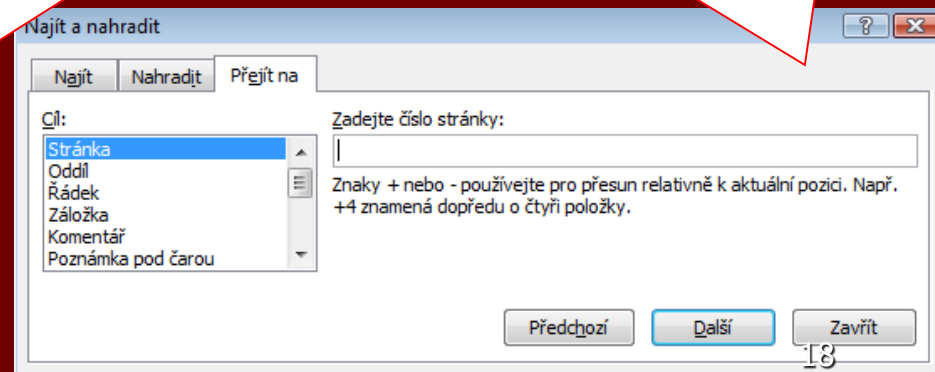 Najít a nahradit
Najít Nahradit Přejít na
Cíl:
Stránka
Oddíl
Řádek
Záložka
Komentář
Poznámka pod čarou
Zadejte číslo stránky:
Znaky + nebo - používejte pro přesun relativně k aktuální pozici. Např.
+4 znamená dopředu o čtyři položky.
Předchozí Další Zavřít
18